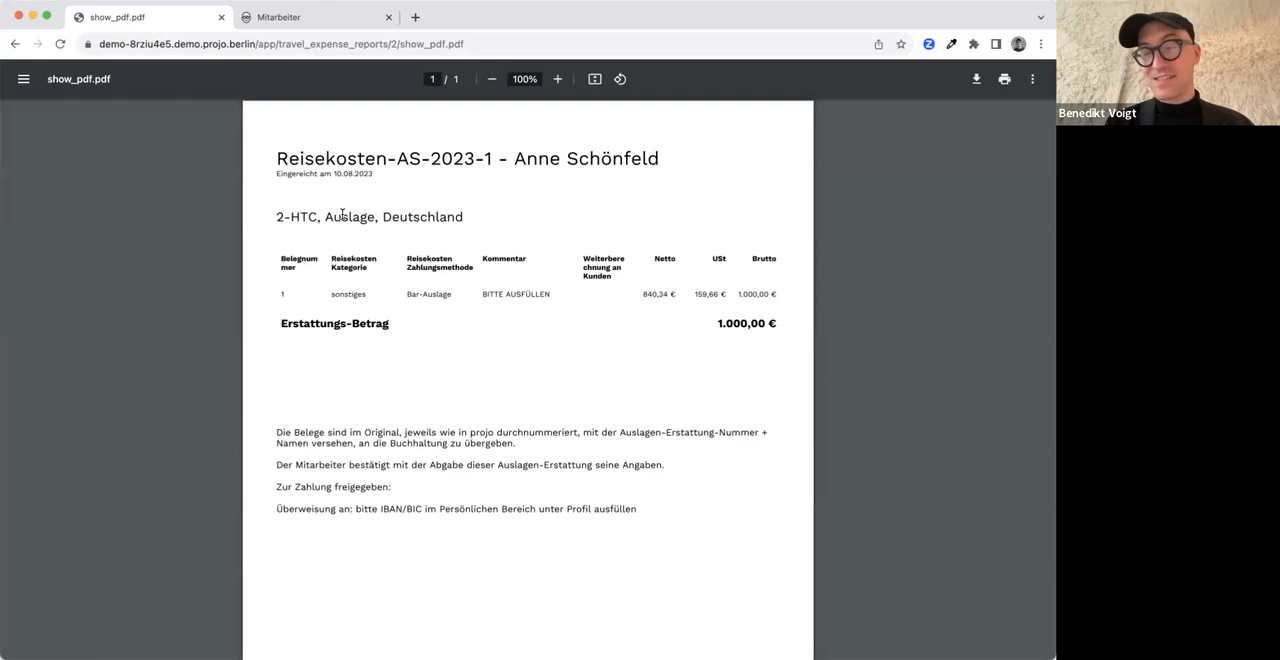 show_pdf.pdf
Mitarbeiter
demo-8rziu4e5.demo.projo.berlin/app/travel_expense_reports/2/show_pdf.pdf
show_pdf.pdf
1 / 1
100%
Benedikt Voigt
Reisekosten-AS-2023-1 - Anne Schönfeld
Eingereicht am 10.08.2023
2-HTC, Auslage, Deutschland
Belegnum Reisekosten Reisekosten Kommentar Weiterbere Netto USt Brutto
mer Kategorie Zahlungsmethode chnung an
Kunden
1 sonstiges Bar-Auslage BITTE AUSFÜLLEN 840,34 € 159,66 € 1.000,00 €
Erstattungs-Betrag 1.000,00 €
Die Belege sind im Original, jeweils wie in projo durchnummeriert, mit der Auslagen-Erstattung-Nummer +
Namen versehen, an die Buchhaltung zu übergeben.
Der Mitarbeiter bestätigt mit der Abgabe dieser Auslagen-Erstattung seine Angaben.
Zur Zahlung freigegeben:
Überweisung an: bitte IBAN/BIC im Persönlichen Bereich unter Profil ausfüllen